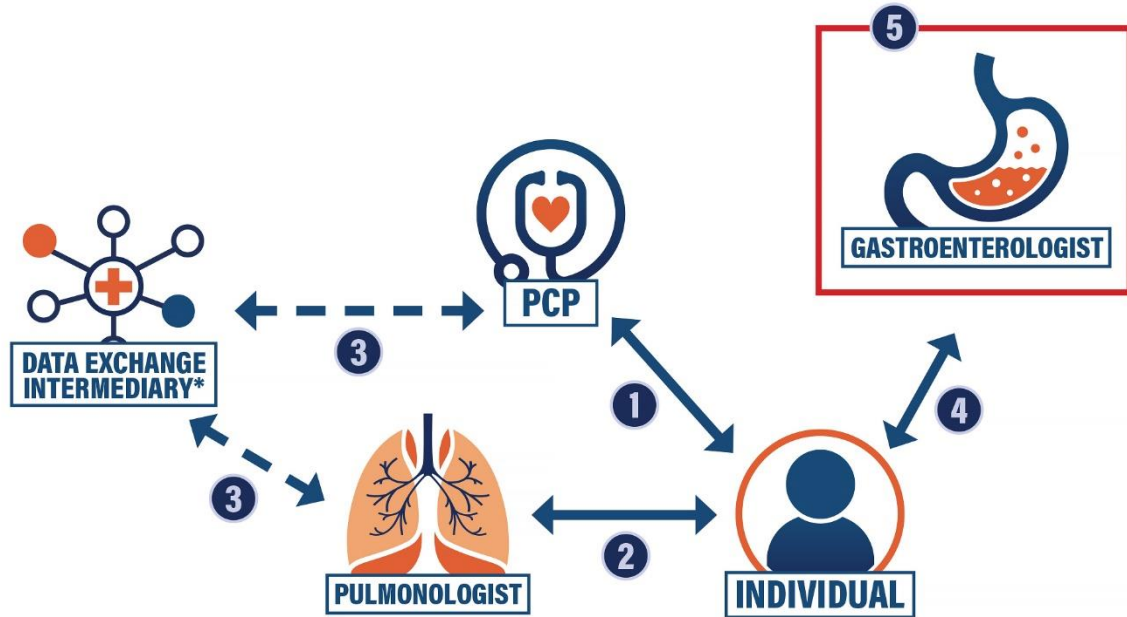 5
GASTROENTEROLOGIST
PCP
3
DATA EXCHANGE
INTERMEDIARY*
1
4
3
2
PULMONOLOGIST
INDIVIDUAL